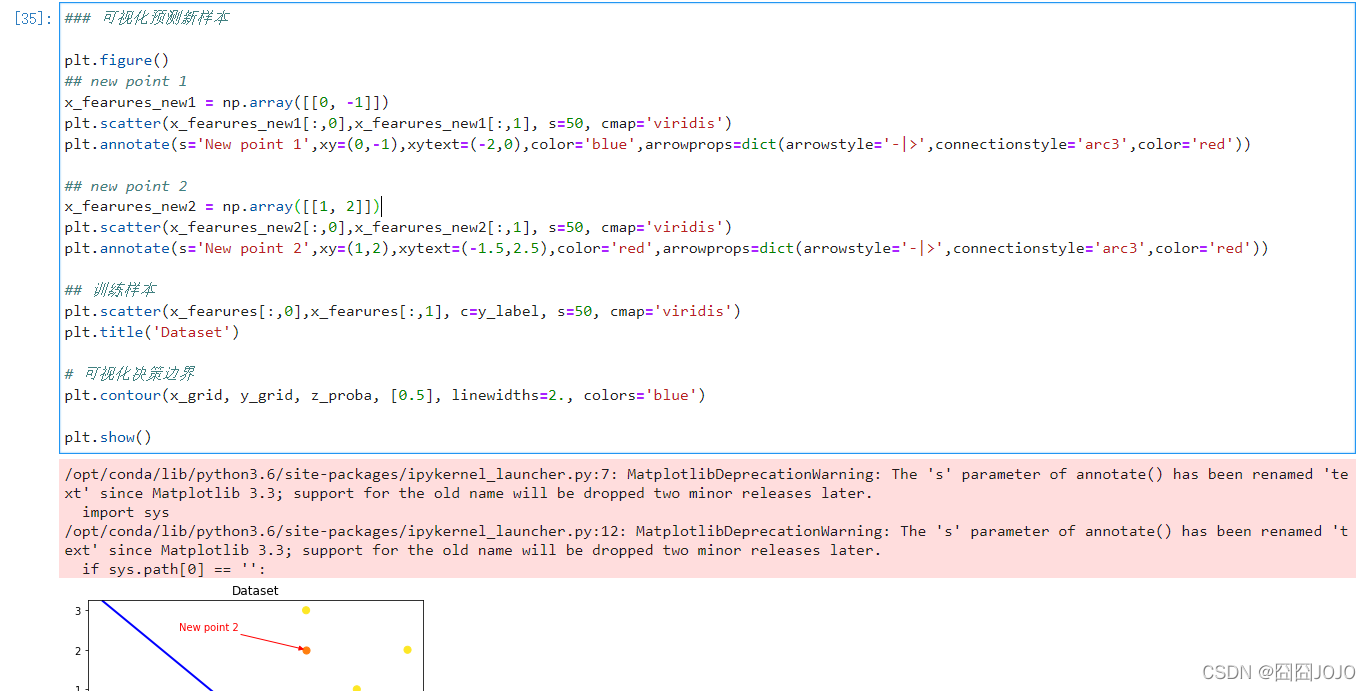 [35]: ### 可视化预测新样本
plt.figure()
## new point 1
x_fearures_new1 = np.array([[0, -1]])
plt.scatter(x_fearures_new1[:,0],x_fearures_new1[:,1], s=50, cmap='viridis')
plt.annotate(s='New point 1',xy=(0,-1),xytext=(-2,0),color='blue',arrowprops=dict(arrowstyle='-|>',connectionstyle='arc3',color='red'))
## new point 2
x_fearures_new2 = np.array([[1, 2]])
plt.scatter(x_fearures_new2[:,0],x_fearures_new2[:,1], s=50, cmap='viridis')
plt.annotate(s='New point 2',xy=(1,2),xytext=(-1.5,2.5),color='red',arrowprops=dict(arrowstyle='-|>',connectionstyle='arc3',color='red'))
## 训练样本
plt.scatter(x_fearures[:,0],x_fearures[:,1], c=y_label, s=50, cmap='viridis')
plt.title('Dataset')
# 可视化决策边界
plt.contour(x_grid, y_grid, z_proba, [0.5], linewidths=2., colors='blue')
plt.show()
/opt/conda/lib/python3.6/site-packages/ipykernel_launcher.py:7: MatplotlibDeprecationWarning: The 's' parameter of annotate() has been renamed 'te
xt' since Matplotlib 3.3; support for the old name will be dropped two minor releases later.
import sys
/opt/conda/lib/python3.6/site-packages/ipykernel_launcher.py:12: MatplotlibDeprecationWarning: The 's' parameter of annotate() has been renamed 't
ext' since Matplotlib 3.3; support for the old name will be dropped two minor releases later.
if sys.path[0] == '':
Dataset
3
New point 2
2
1
CSDN @囧囧JOJO